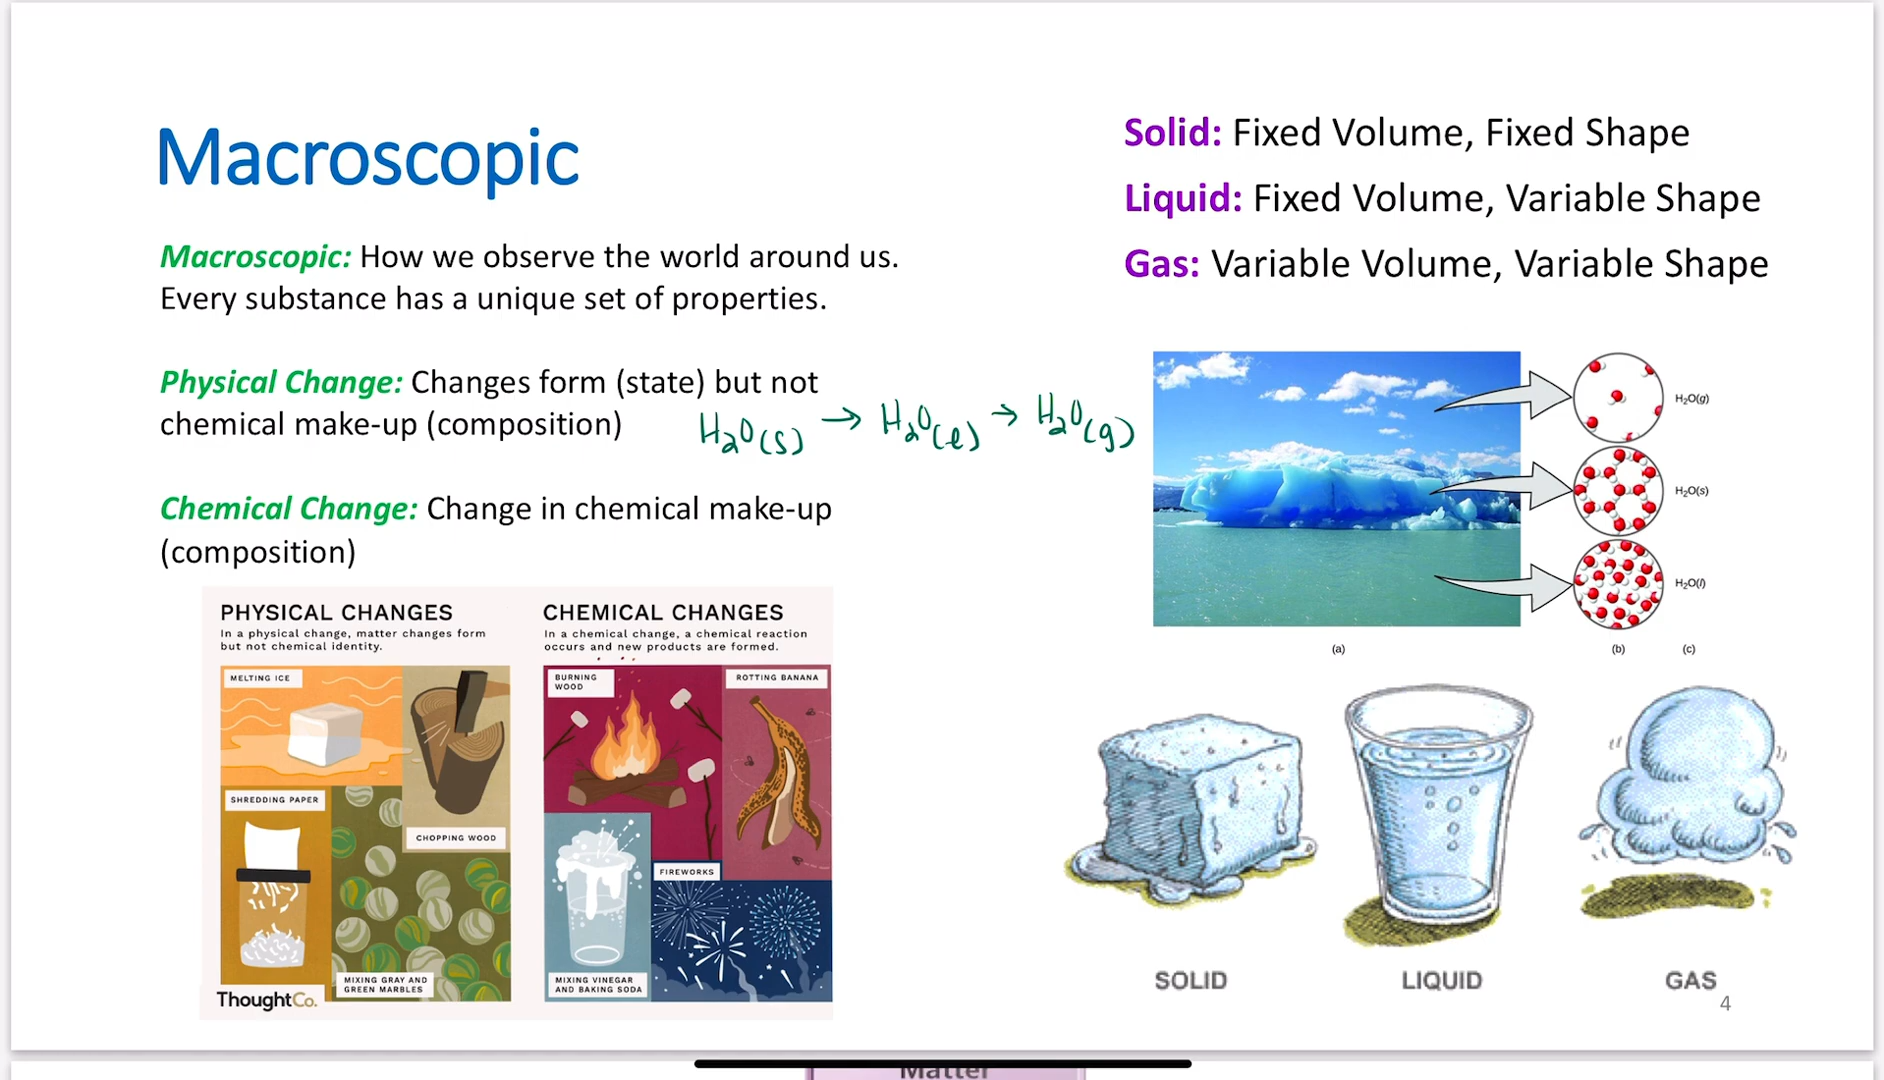 Macroscopic
Macroscopic: How we observe the world around us.
Every substance has a unique set of properties.
Physical Change: Changes form (state) but not
chemical make-up (composition)
H₂O(s) → H₂O(l) → H₂O(g)
Chemical Change: Change in chemical make-up
(composition)
PHYSICAL CHANGES
In a physical change, matter changes form
but not chemical identity.
MELTING ICE
CHOPPING WOOD
SHREDDING PAPER
MIXING GRAY AND
GREEN MARBLES
ThoughtCo.
CHEMICAL CHANGES
In a chemical change, a chemical reaction
occurs and new products are formed.
BURNING
WOOD
ROTTING BANANA
FIREWORKS
MIXING VINEGAR
AND BAKING SODA
Solid: Fixed Volume, Fixed Shape
Liquid: Fixed Volume, Variable Shape
Gas: Variable Volume, Variable Shape
H₂O(g)
H₂O(s)
H₂O(l)
(a)
(b)
(c)
SOLID
LIQUID
GAS
4
Matter